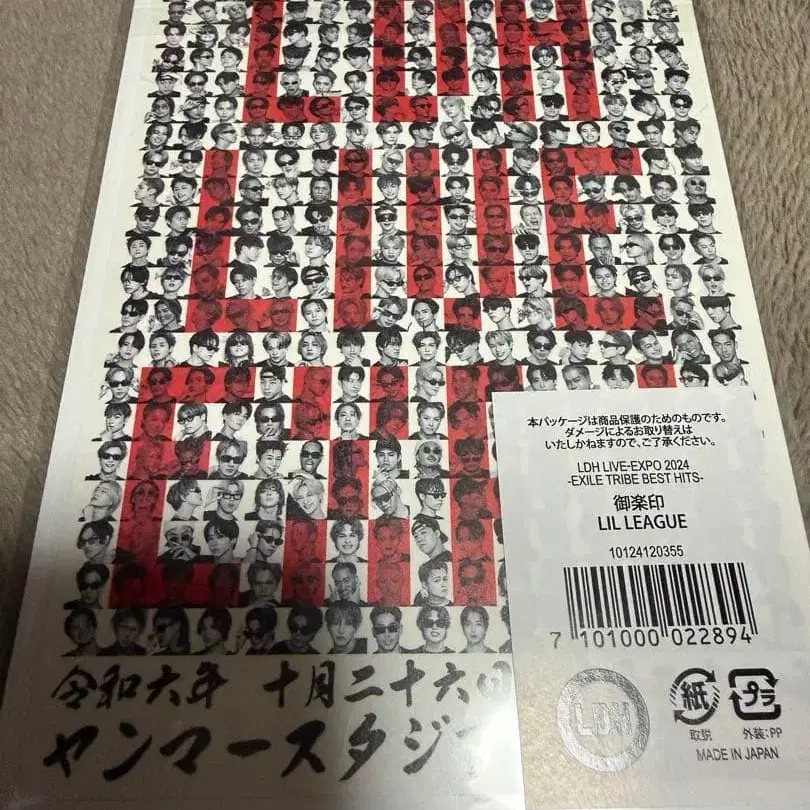 LDH
LIVE
本パッケージは商品保護のためのものです。
ダメージによるお取り替えは
いたしかねますので、ご了承ください。
LDH LIVE-EXPO 2024
-EXILE TRIBE BEST HITS-
御楽印
LIL LEAGUE
10124120355
7 101000 022894
LDH
紙
プラ
取説
外装:PP
MADE IN JAPAN
令和六年 十月二十六日
ヤンマースタジ